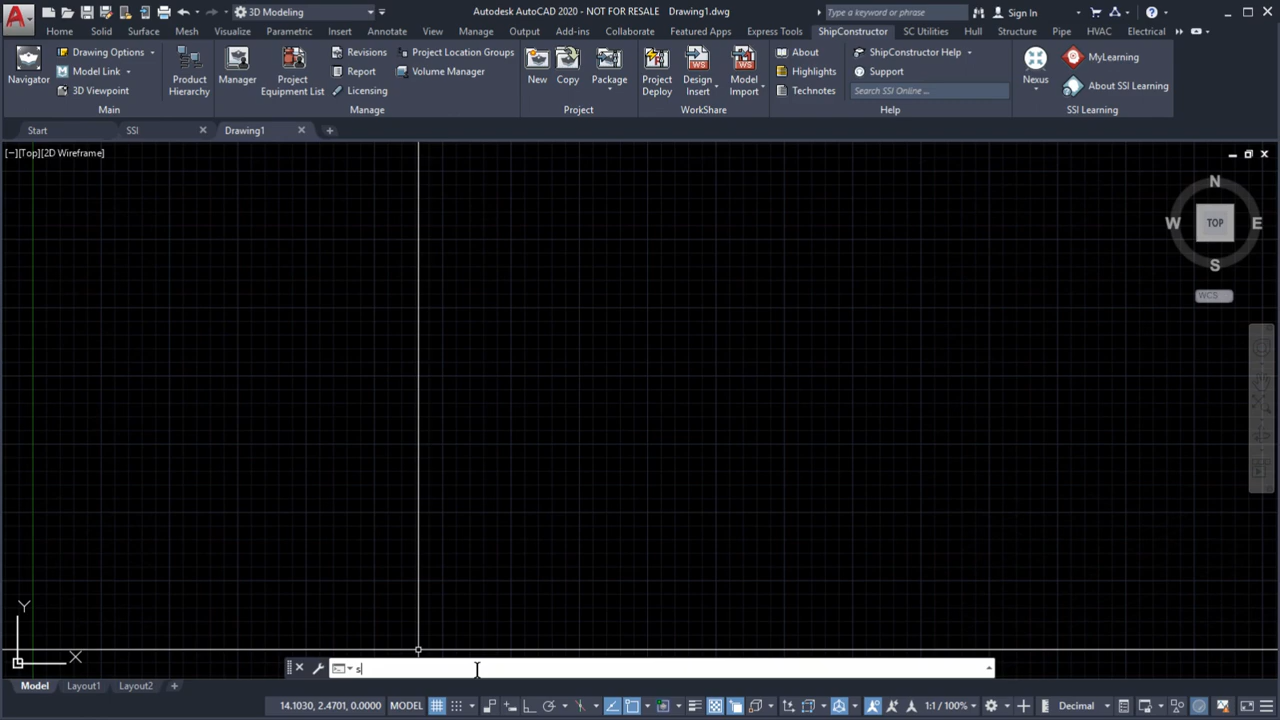 3D Modeling
Autodesk AutoCAD 2020 - NOT FOR RESALE Drawing1.dwg
Type a keyword or phrase
Sign In
Home Solid Surface Mesh Visualize Parametric Insert Annotate View Manage Output Add-ins Collaborate Featured Apps Express Tools ShipConstructor SC Utilities Hull Structure Pipe HVAC Electrical
Navigator
Drawing Options
Model Link
3D Viewpoint
Main
Product
Hierarchy
Manager
Project
Equipment List
Revisions
Report
Licensing
Project Location Groups
Volume Manager
Manage
New
Copy
Package
Project
Project
Deploy
Design
Insert
Model
Import
WorkShare
About
Highlights
Technotes
ShipConstructor Help
Support
Search SSI Online ...
Help
Nexus
MyLearning
About SSI Learning
SSI Learning
Start SSI Drawing1
[−][Top][2D Wireframe]
N
W TOP E
S
WCS
Y
X
s
Model Layout1 Layout2
14.1030, 2.4701, 0.0000 MODEL 1:1 / 100% Decimal